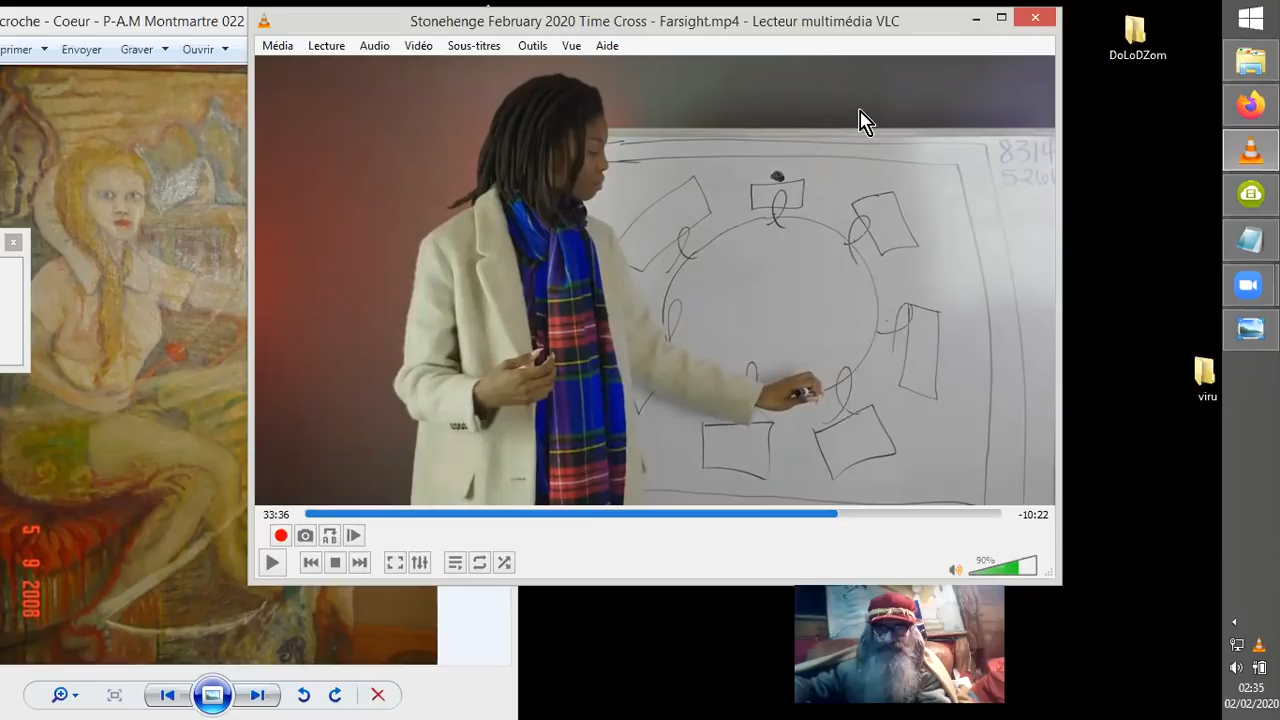 croche - Coeur - P-A.M Montmartre 022
primer
Envoyer
Graver
Ouvrir
Stonehenge February 2020 Time Cross - Farsight.mp4 - Lecteur multimédia VLC
Média Lecture Audio Vidéo Sous-titres Outils Vue Aide
8314
526
33:36
-10:22
90%
5 9 2008
DoLoDZom
viru
02:35
02/02/2020